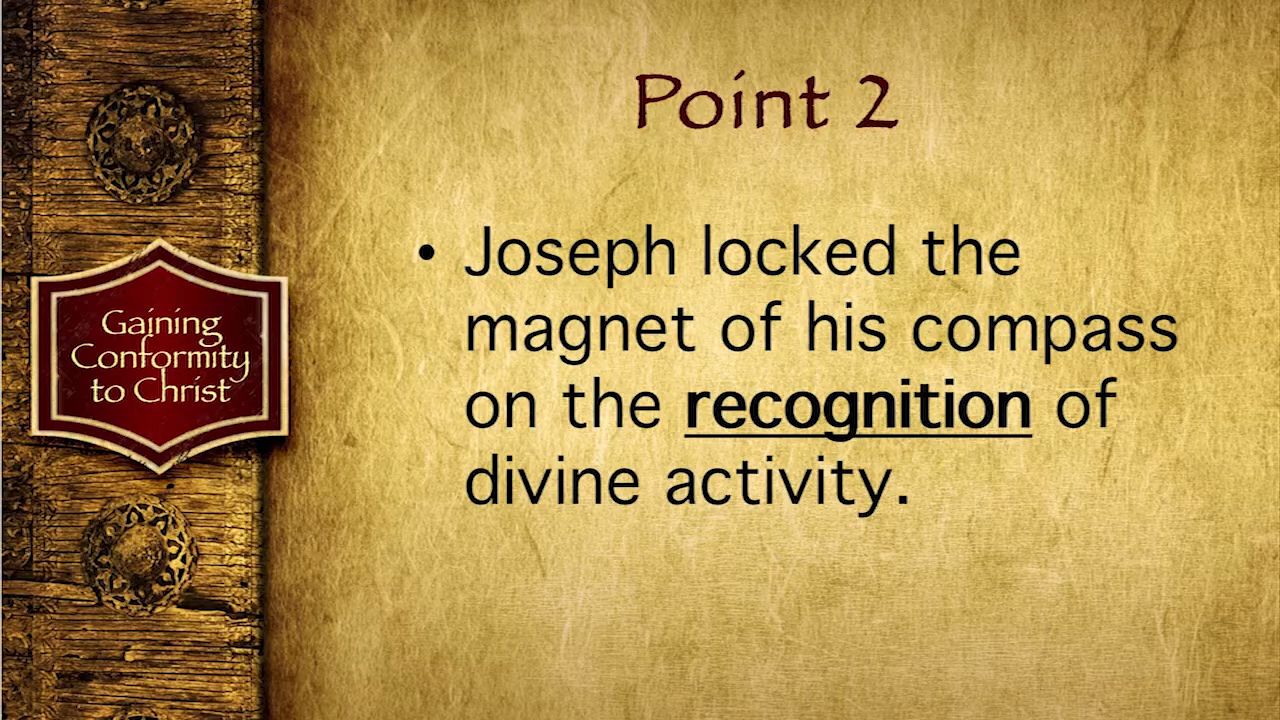 Point 2
• Joseph locked the
magnet of his compass
on the recognition of
divine activity.
Gaining
Conformity
to Christ